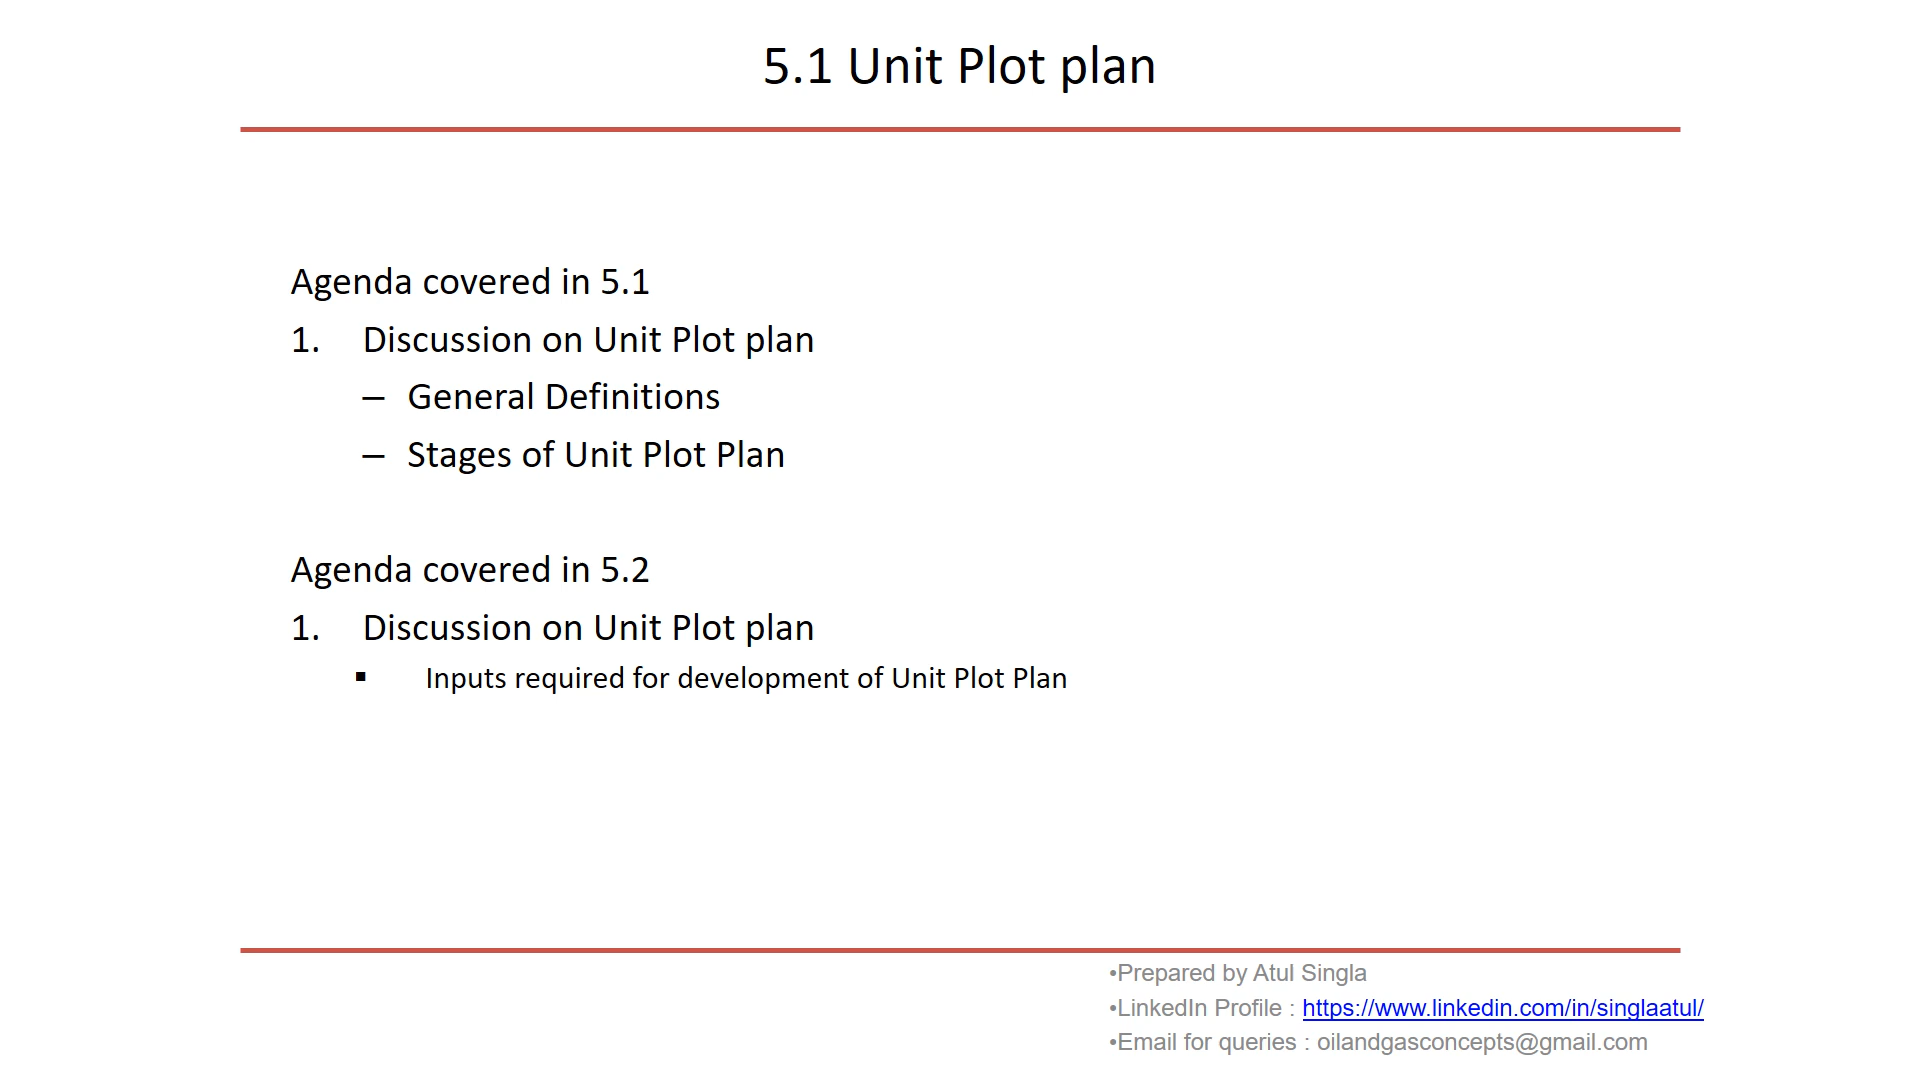 5.1 Unit Plot plan
Agenda covered in 5.1
1. Discussion on Unit Plot plan
– General Definitions
– Stages of Unit Plot Plan
Agenda covered in 5.2
1. Discussion on Unit Plot plan
▪ Inputs required for development of Unit Plot Plan
•Prepared by Atul Singla
•LinkedIn Profile : https://www.linkedin.com/in/singlaatul/
•Email for queries : oilandgasconcepts@gmail.com